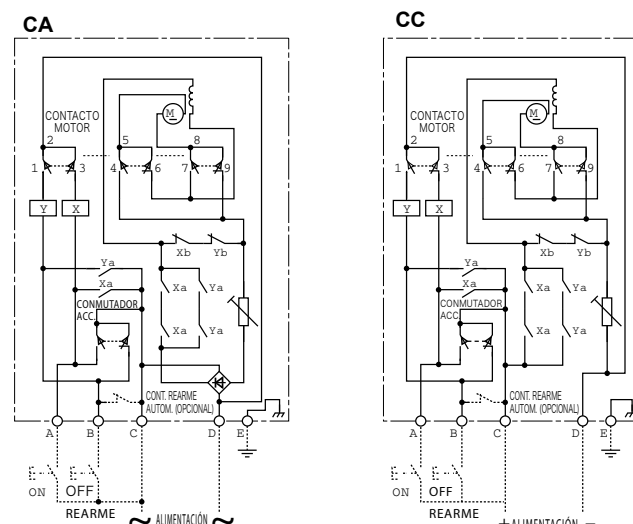 CA
CONTACTO
MOTOR
M
2
5
8
1
3
4
6
7
9
Y
X
Xb
Yb
Ya
Xa
Xa
Ya
CONMUTADOR
ACC.
Xa
Ya
CONT. REARME
AUTOM. (OPCIONAL)
A
B
C
D
E
ON
OFF
REARME
~ ALIMENTACIÓN ~
CC
CONTACTO
MOTOR
M
2
5
8
1
3
4
6
7
9
Y
X
Xb
Yb
Ya
Xa
Xa
Ya
CONMUTADOR
ACC.
Xa
Ya
CONT. REARME
AUTOM. (OPCIONAL)
A
B
C
D
E
ON
OFF
REARME
+ ALIMENTACIÓN −